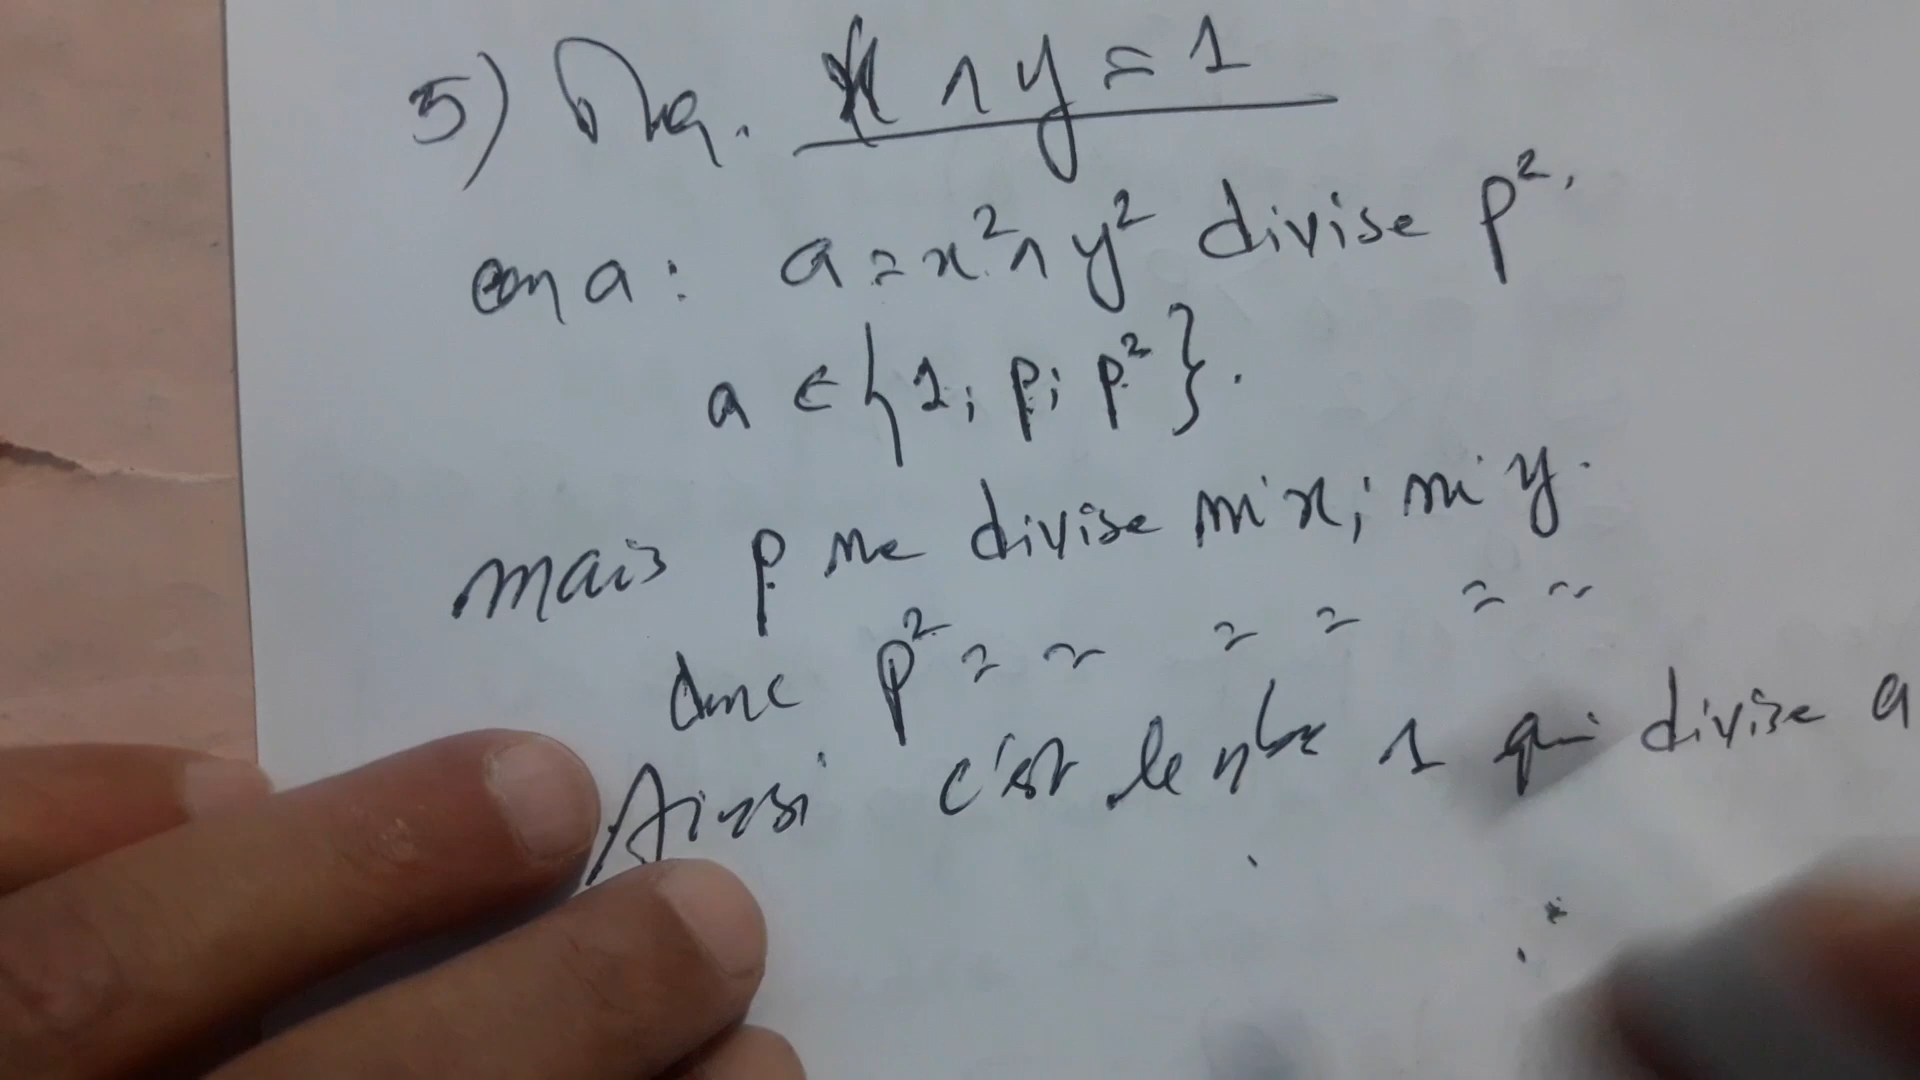 5) Mq. x ∧ y = 1
on a : a = x² ∧ y² divise p².
a ∈ {1; p; p²}.
mais p ne divise ni x; ni y.
donc p² = ~ = = = ~
Ainsi c'est le nbre 1 qui divise a